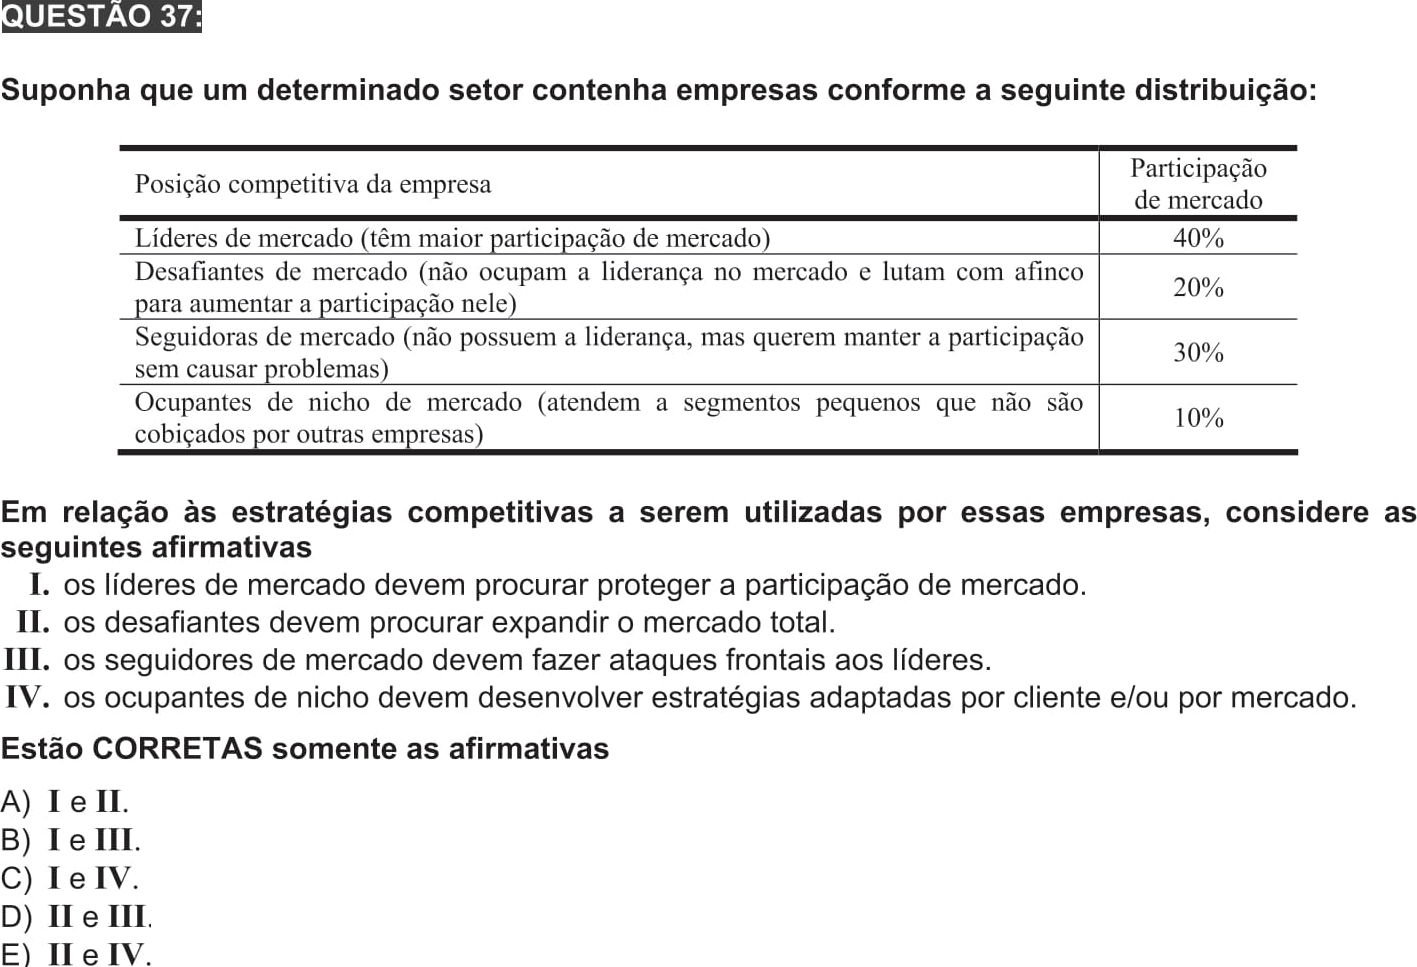 QUESTÃO 37:
Suponha que um determinado setor contenha empresas conforme a seguinte distribuição:
Posição competitiva da empresa
Participação
de mercado
Líderes de mercado (têm maior participação de mercado)
40%
Desafiantes de mercado (não ocupam a liderança no mercado e lutam com afinco
para aumentar a participação nele)
20%
Seguidoras de mercado (não possuem a liderança, mas querem manter a participação
sem causar problemas)
30%
Ocupantes de nicho de mercado (atendem a segmentos pequenos que não são
cobiçados por outras empresas)
10%
Em relação às estratégias competitivas a serem utilizadas por essas empresas, considere as
seguintes afirmativas
I. os líderes de mercado devem procurar proteger a participação de mercado.
II. os desafiantes devem procurar expandir o mercado total.
III. os seguidores de mercado devem fazer ataques frontais aos líderes.
IV. os ocupantes de nicho devem desenvolver estratégias adaptadas por cliente e/ou por mercado.
Estão CORRETAS somente as afirmativas
A) I e II.
B) I e III.
C) I e IV.
D) II e III.
E) II e IV.